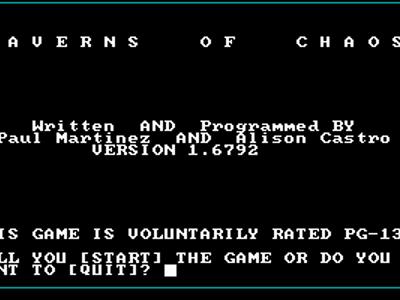 AVERNS OF CHAOS
Written AND Programmed BY
Paul Martinez AND Alison Castro
VERSION 1.6792
IS GAME IS VOLUNTARILY RATED PG-13
LL YOU [START] THE GAME OR DO YOU
NT TO [QUIT]?